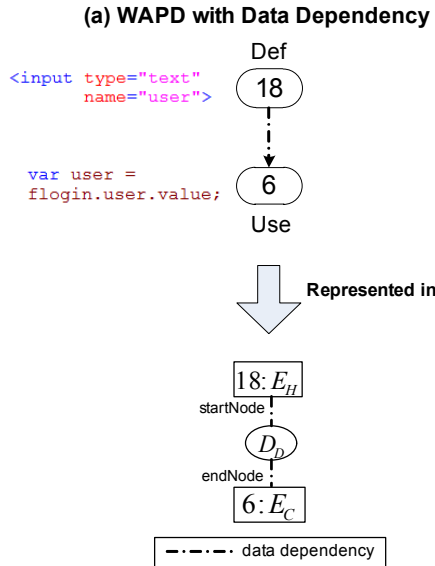 (a) WAPD with Data Dependency
Def
<input type="text"
name="user">
18
var user =
flogin.user.value;
6
Use
Represented in
18: E_H
startNode
D_D
endNode
6: E_C
data dependency